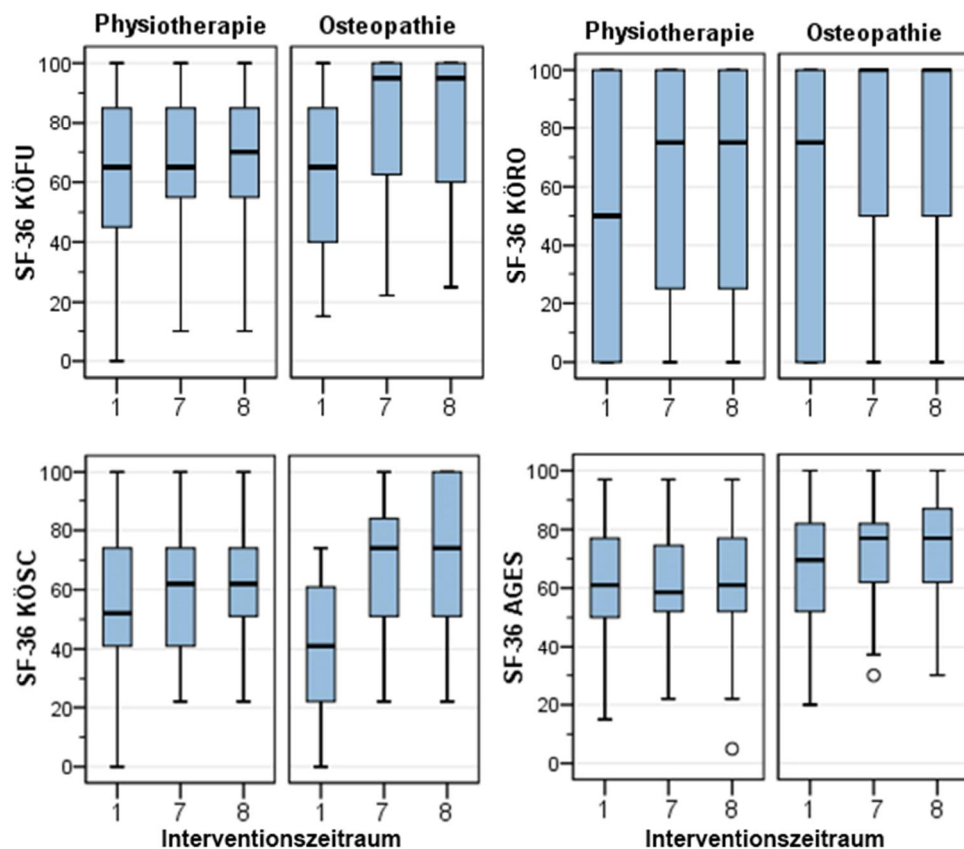 Physiotherapie Osteopathie
SF-36 KÖFU
100
80
60
40
20
0
1 7 8 1 7 8
Physiotherapie Osteopathie
SF-36 KÖRO
100
80
60
40
20
0
1 7 8 1 7 8
SF-36 KÖSC
100
80
60
40
20
0
1 7 8 1 7 8
Interventionszeitraum
SF-36 AGES
100
80
60
40
20
0
1 7 8 1 7 8
Interventionszeitraum